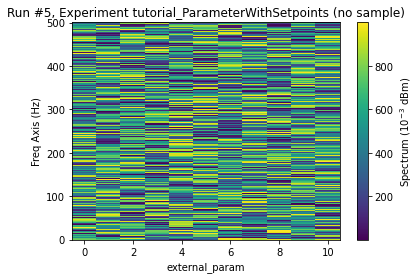 Run #5, Experiment tutorial_ParameterWithSetpoints (no sample)
500
400
300
200
100
0
Freq Axis (Hz)
0 2 4 6 8 10
external_param
800
600
400
200
Spectrum (10⁻³ dBm)